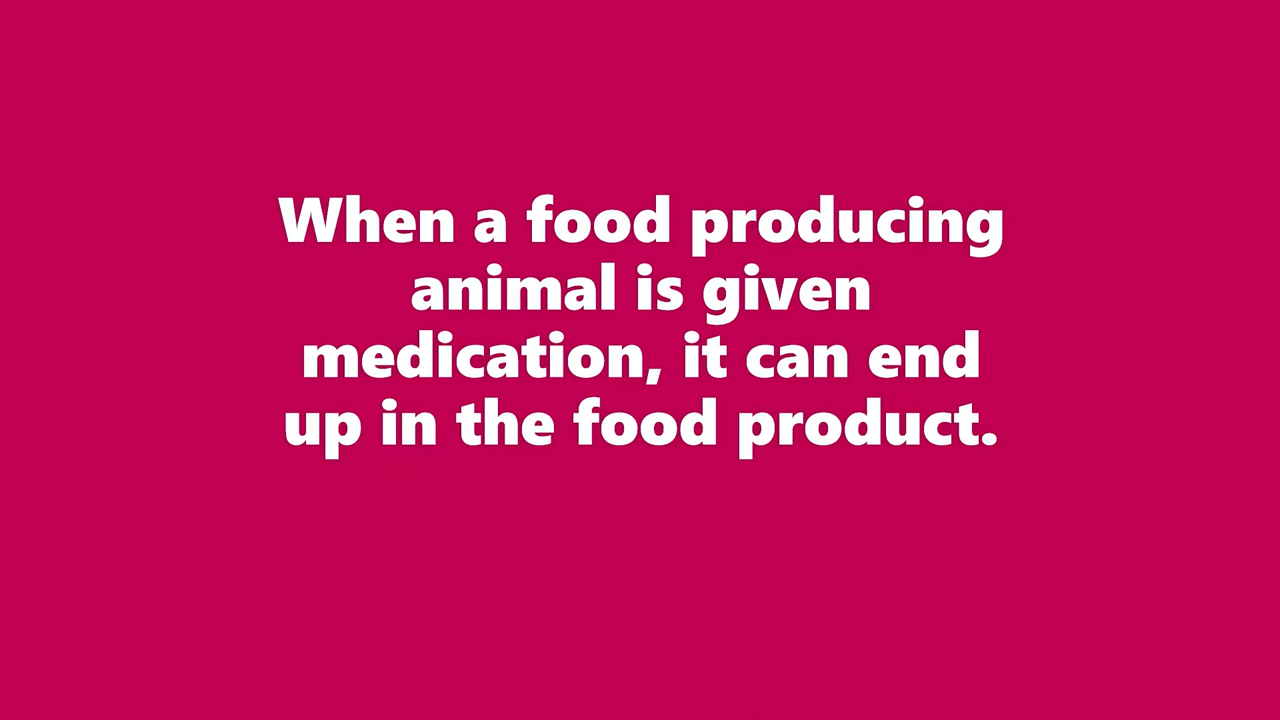 When a food producing
animal is given
medication, it can end
up in the food product.